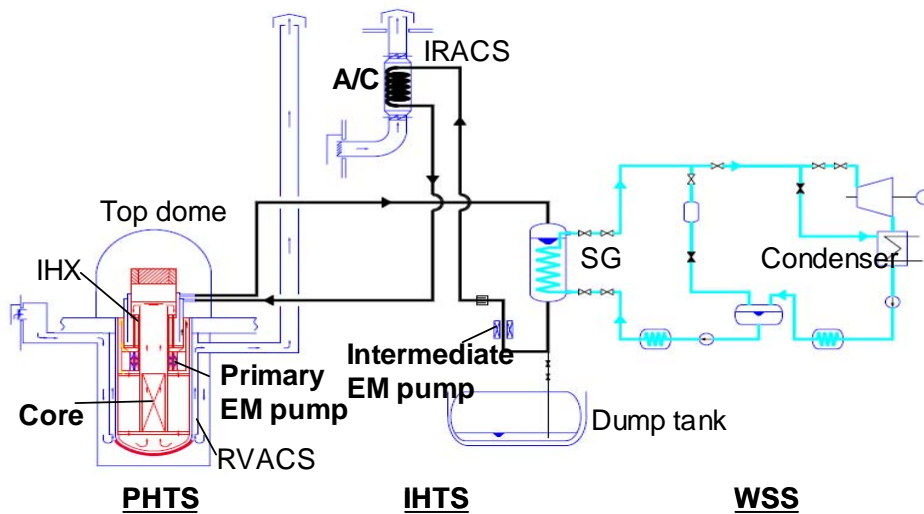 IRACS
A/C
Top dome
IHX
SG
Condenser
Intermediate
EM pump
Primary
EM pump
Core
Dump tank
RVACS
PHTS
IHTS
WSS